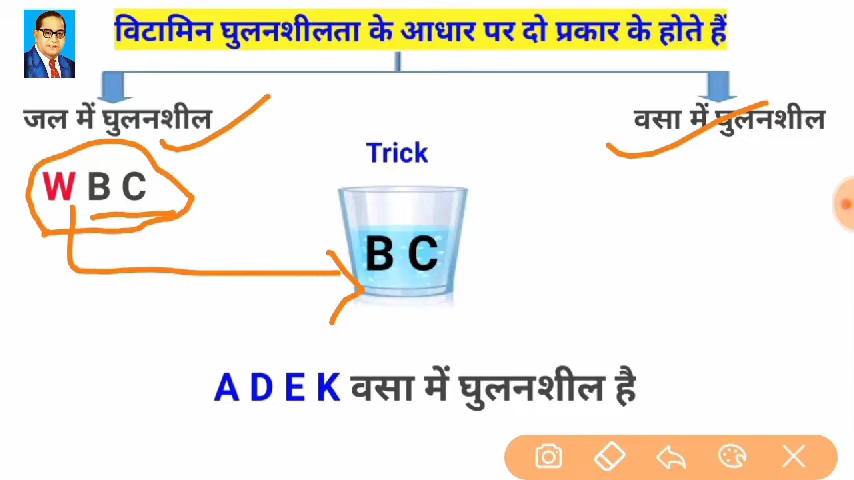 विटामिन घुलनशीलता के आधार पर दो प्रकार के होते हैं
जल में घुलनशील
वसा में घुलनशील
Trick
W B C
B C
A D E K वसा में घुलनशील है